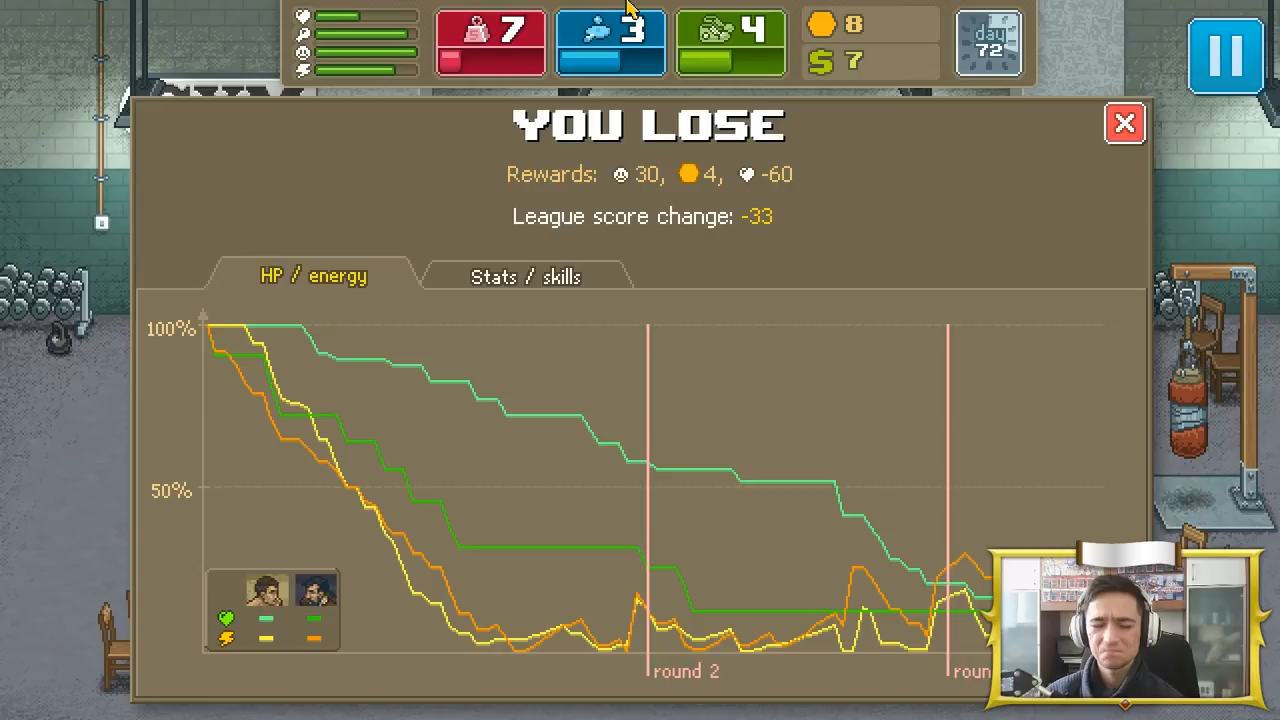 7
3
4
8
$ 7
day
72
YOU LOSE
Rewards: 30, 4, -60
League score change: -33
HP / energy
Stats / skills
100%
50%
round 2
roun